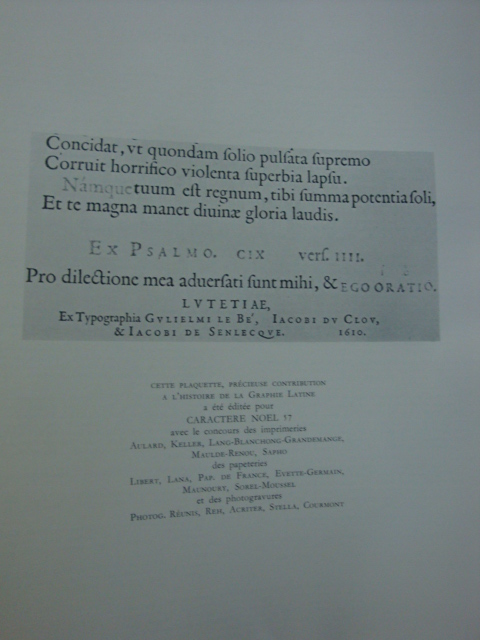 Concidat, vt quondam ſolio pulſata ſupremo
Corruit horrifico violenta ſuperbia lapſu.
Námque tuum eſt regnum, tibi ſumma potentia ſoli,
Et te magna manet diuinæ gloria laudis.
EX PSALMO. CIX verſ. IIII.
Pro dilectione mea aduerſati ſunt mihi, & EGO ORATIO.
LVTETIAE,
Ex Typographia GVLIELMI LE BE', IACOBI DV CLOV,
& IACOBI DE SENLECQVE. 1610.
CETTE PLAQUETTE, PRÉCIEUSE CONTRIBUTION
A L'HISTOIRE DE LA GRAPHIE LATINE
a été éditée pour
CARACTERE NOEL 57
avec le concours des imprimeries
AULARD, KELLER, LANG-BLANCHONG-GRANDEMANGE,
MAULDE-RENOU, SAPHO
des papeteries
LIBERT, LANA, PAP. DE FRANCE, EVETTE-GERMAIN,
MAUNOURY, SOREL-MOUSSEL
et des photograveurs
PHOTOG. RÉUNIS, REH, ACRITER, STELLA, COURMONT